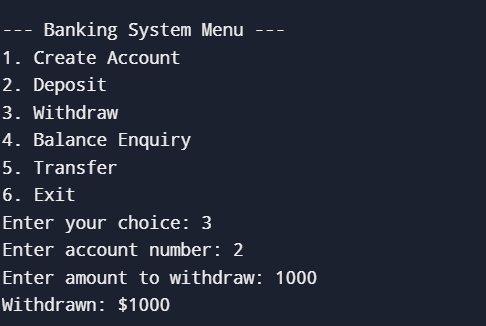 --- Banking System Menu ---
1. Create Account
2. Deposit
3. Withdraw
4. Balance Enquiry
5. Transfer
6. Exit
Enter your choice: 3
Enter account number: 2
Enter amount to withdraw: 1000
Withdrawn: $1000